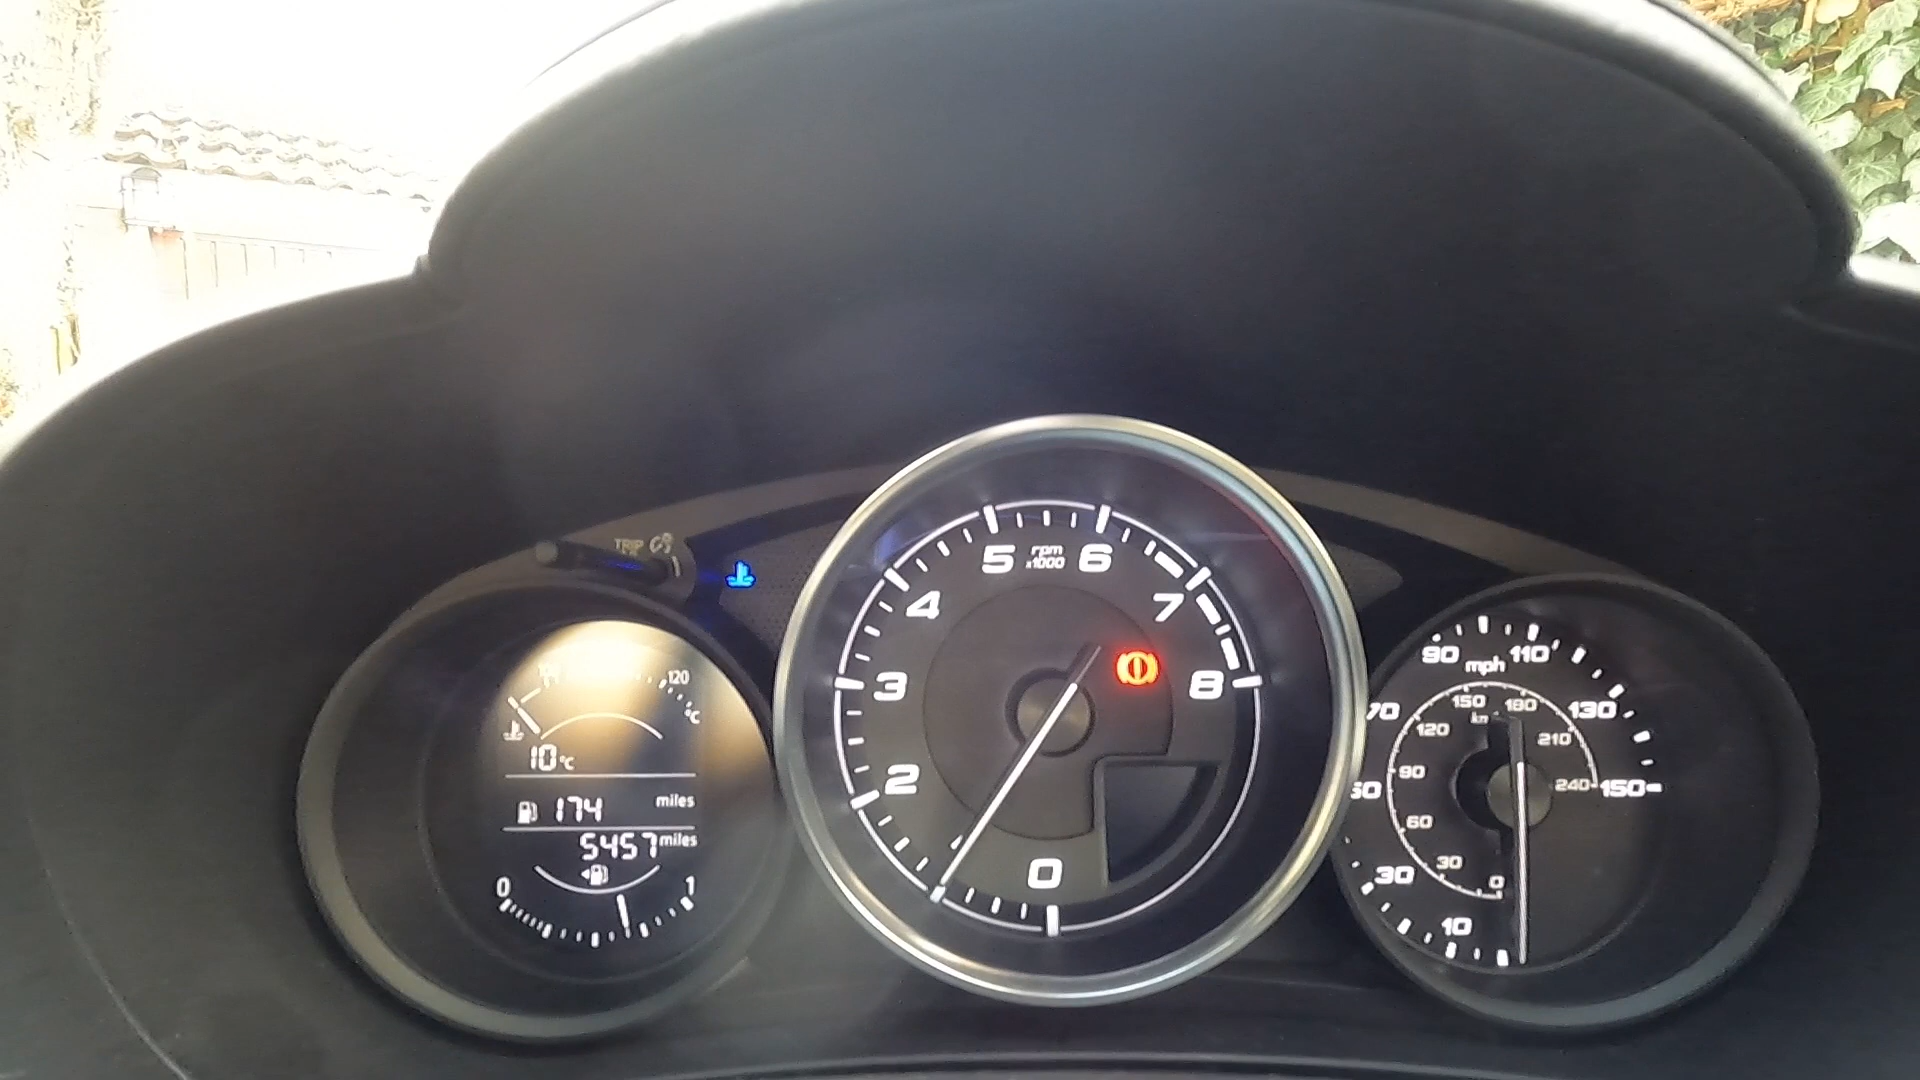 TRIP
120
°C
10°C
174 miles
5457 miles
0 1
5 rpm 6
x1000
4 7
3 8
2
0
90 mph 110
70 130
50 150
30
10
km
150 180
120 210
90 240
60
30
0